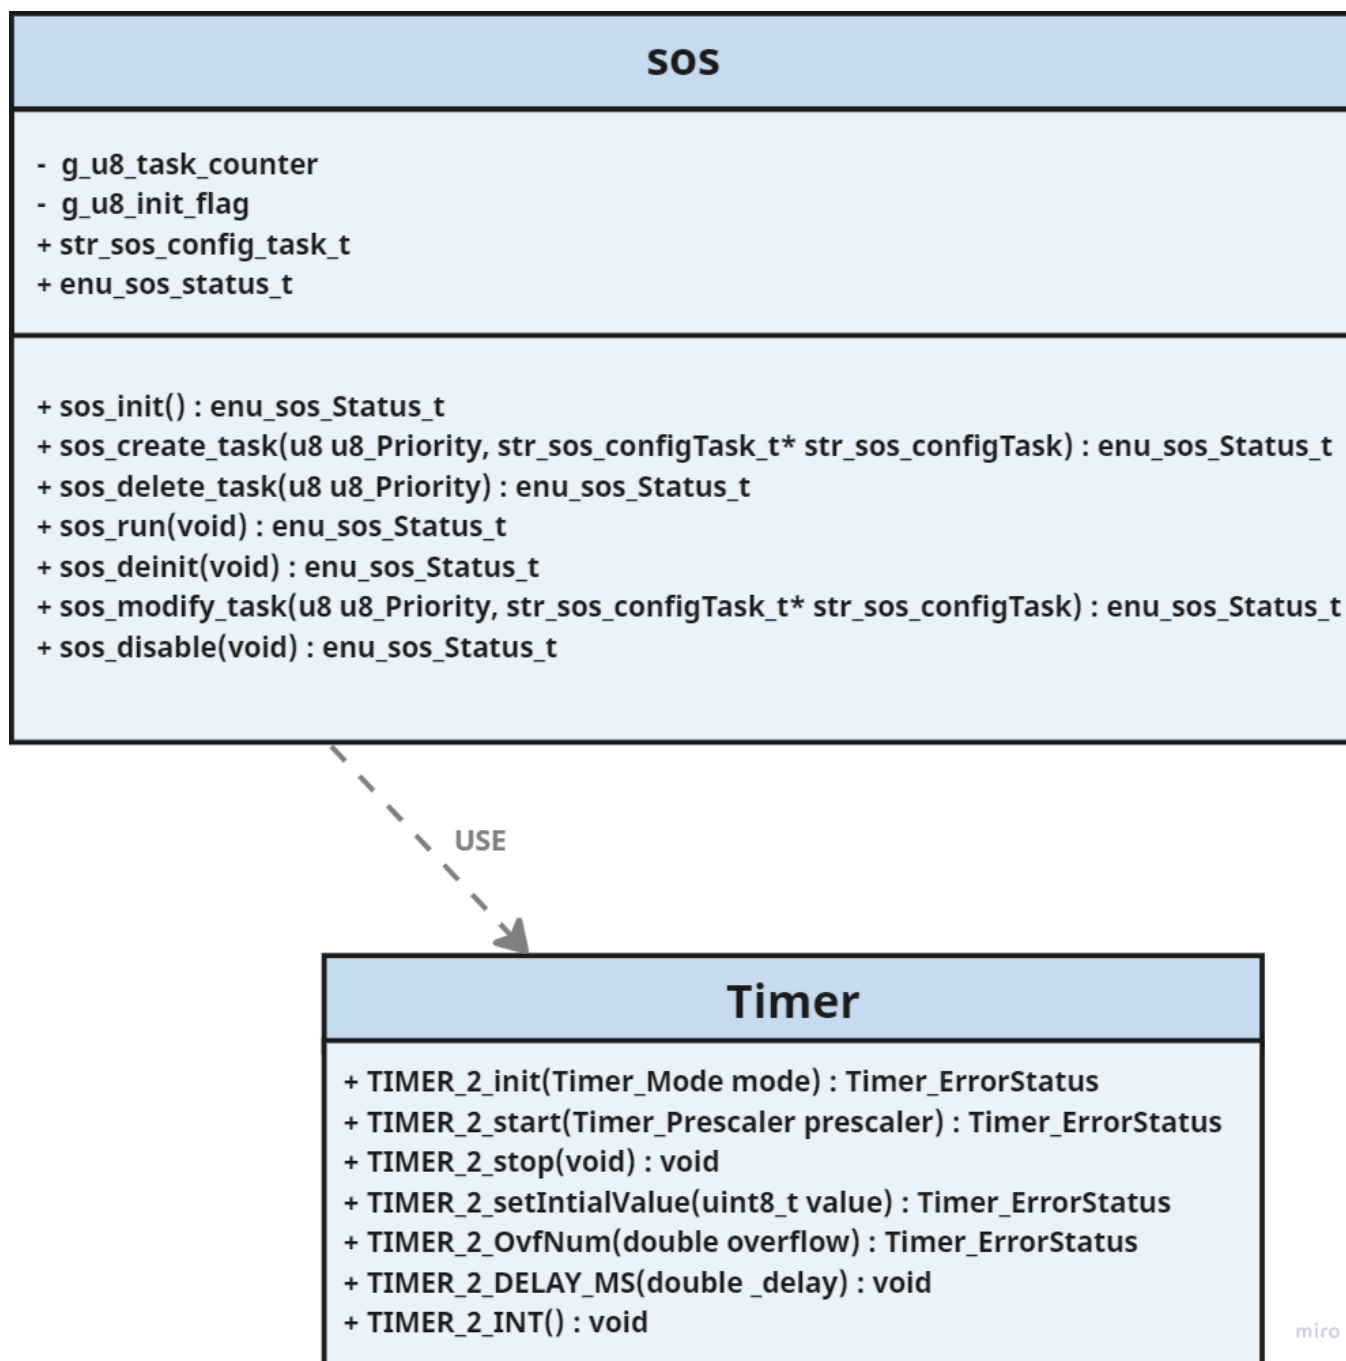 sos
- g_u8_task_counter
- g_u8_init_flag
+ str_sos_config_task_t
+ enu_sos_status_t
+ sos_init() : enu_sos_Status_t
+ sos_create_task(u8 u8_Priority, str_sos_configTask_t* str_sos_configTask) : enu_sos_Status_t
+ sos_delete_task(u8 u8_Priority) : enu_sos_Status_t
+ sos_run(void) : enu_sos_Status_t
+ sos_deinit(void) : enu_sos_Status_t
+ sos_modify_task(u8 u8_Priority, str_sos_configTask_t* str_sos_configTask) : enu_sos_Status_t
+ sos_disable(void) : enu_sos_Status_t
USE
Timer
+ TIMER_2_init(Timer_Mode mode) : Timer_ErrorStatus
+ TIMER_2_start(Timer_Prescaler prescaler) : Timer_ErrorStatus
+ TIMER_2_stop(void) : void
+ TIMER_2_setIntialValue(uint8_t value) : Timer_ErrorStatus
+ TIMER_2_OvfNum(double overflow) : Timer_ErrorStatus
+ TIMER_2_DELAY_MS(double _delay) : void
+ TIMER_2_INT() : void
miro